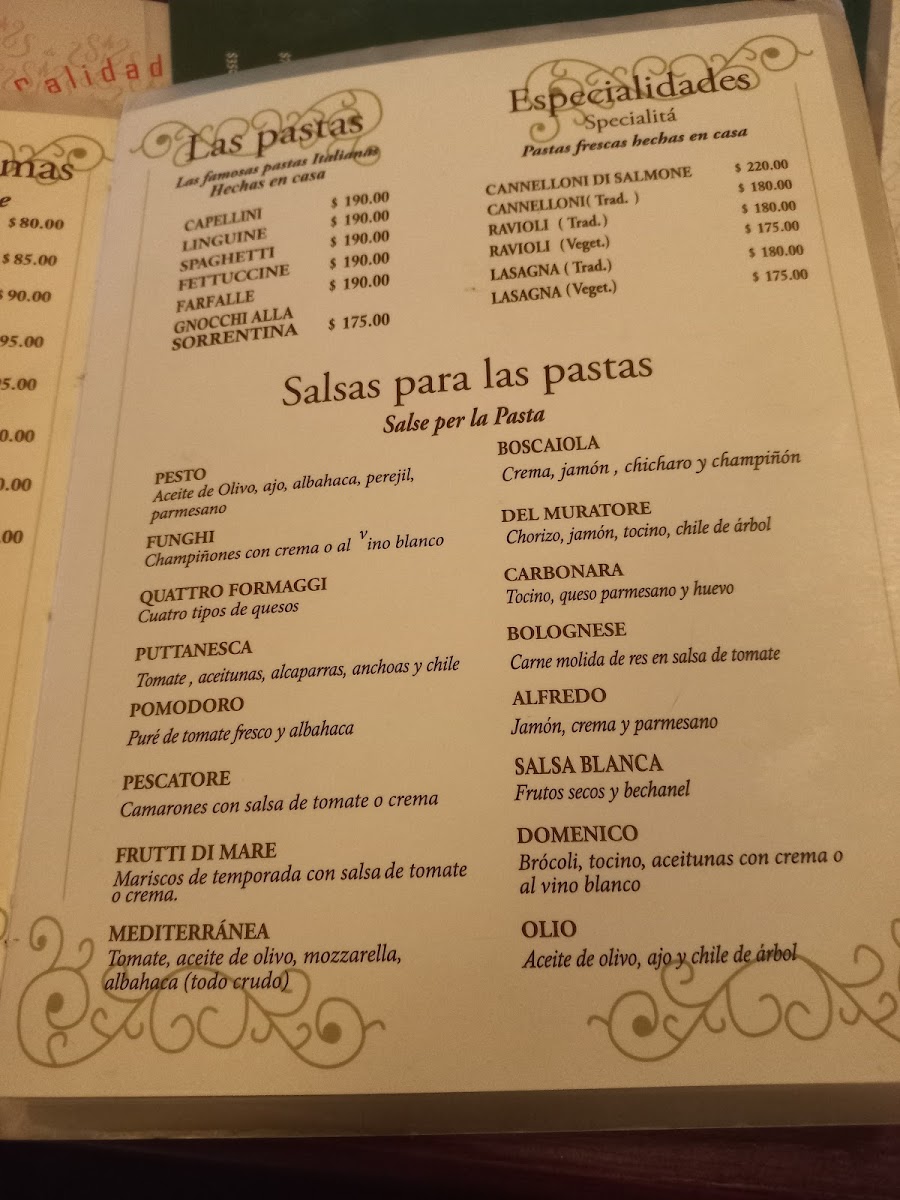 ralidad
mas
e
$ 80.00
$ 85.00
$ 90.00
95.00
5.00
0.00
0.00
.00
Las pastas
Las famosas pastas Italianas
Hechas en casa
CAPELLINI $ 190.00
LINGUINE $ 190.00
SPAGHETTI $ 190.00
FETTUCCINE $ 190.00
FARFALLE $ 190.00
GNOCCHI ALLA
SORRENTINA $ 175.00
Especialidades
Specialitá
Pastas frescas hechas en casa
CANNELLONI DI SALMONE $ 220.00
CANNELLONI( Trad. ) $ 180.00
RAVIOLI ( Trad.) $ 180.00
RAVIOLI (Veget.) $ 175.00
LASAGNA ( Trad.) $ 180.00
LASAGNA (Veget.) $ 175.00
Salsas para las pastas
Salse per la Pasta
PESTO
Aceite de Olivo, ajo, albahaca, perejil,
parmesano
FUNGHI
Champiñones con crema o al vino blanco
QUATTRO FORMAGGI
Cuatro tipos de quesos
PUTTANESCA
Tomate , aceitunas, alcaparras, anchoas y chile
POMODORO
Puré de tomate fresco y albahaca
PESCATORE
Camarones con salsa de tomate o crema
FRUTTI DI MARE
Mariscos de temporada con salsa de tomate
o crema.
MEDITERRÁNEA
Tomate, aceite de olivo, mozzarella,
albahaca (todo crudo)
BOSCAIOLA
Crema, jamón , chicharo y champiñón
DEL MURATORE
Chorizo, jamón, tocino, chile de árbol
CARBONARA
Tocino, queso parmesano y huevo
BOLOGNESE
Carne molida de res en salsa de tomate
ALFREDO
Jamón, crema y parmesano
SALSA BLANCA
Frutos secos y bechanel
DOMENICO
Brócoli, tocino, aceitunas con crema o
al vino blanco
OLIO
Aceite de olivo, ajo y chile de árbol